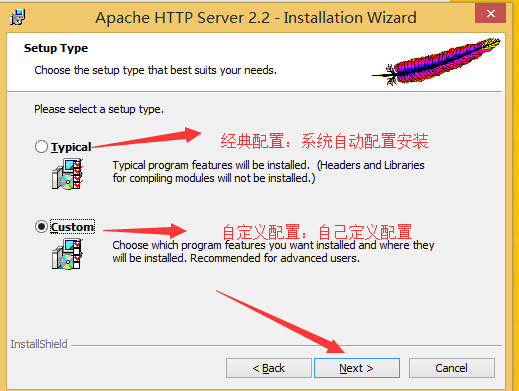 Apache HTTP Server 2.2 - Installation Wizard
Setup Type
Choose the setup type that best suits your needs.
Please select a setup type.
Typical
经典配置：系统自动配置安装
Typical program features will be installed. (Headers and Libraries
for compiling modules will not be installed.)
Custom
自定义配置：自己定义配置
Choose which program features you want installed and where they
will be installed. Recommended for advanced users.
InstallShield
< Back
Next >
Cancel